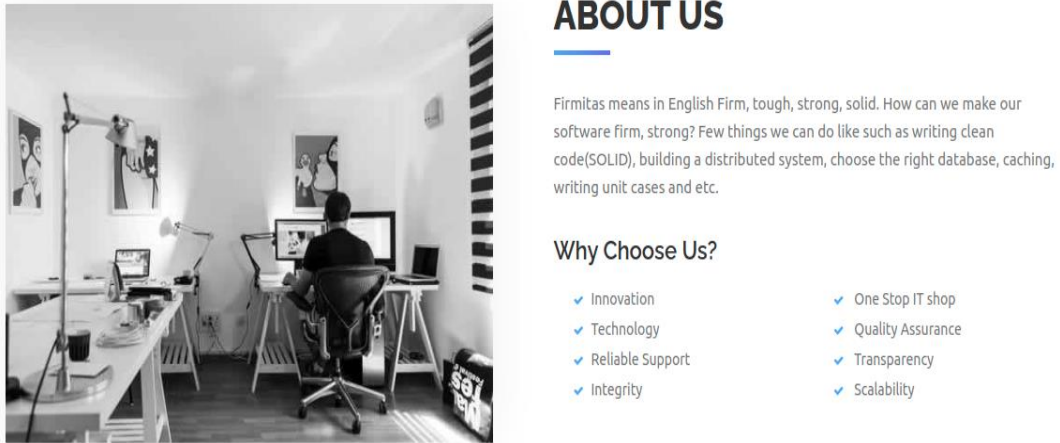 ABOUT US
Firmitas means in English Firm, tough, strong, solid. How can we make our
software firm, strong? Few things we can do like such as writing clean
code(SOLID), building a distributed system, choose the right database, caching,
writing unit cases and etc.
Why Choose Us?
Innovation
Technology
Reliable Support
Integrity
One Stop IT shop
Quality Assurance
Transparency
Scalability